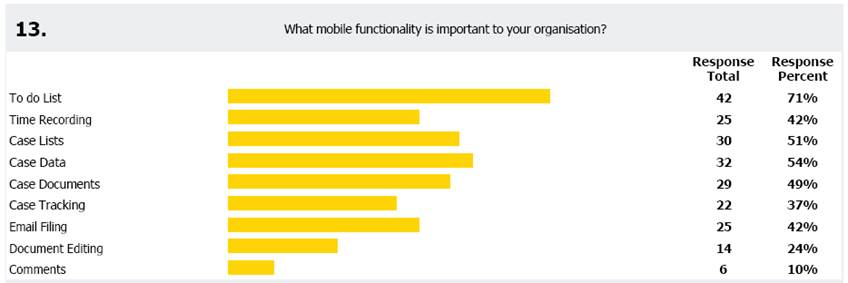 13. What mobile functionality is important to your organisation?
Response Total Response Percent
To do List 42 71%
Time Recording 25 42%
Case Lists 30 51%
Case Data 32 54%
Case Documents 29 49%
Case Tracking 22 37%
Email Filing 25 42%
Document Editing 14 24%
Comments 6 10%